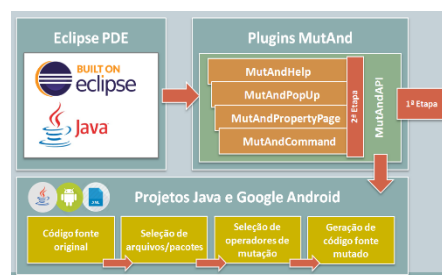 Eclipse PDE
BUILT ON
eclipse
Java
Plugins MutAnd
MutAndHelp
MutAndPopUp
MutAndPropertyPage
MutAndCommand
2ª Etapa
MutAndAPI
1ª Etapa
Projetos Java e Google Android
Código fonte
original
Seleção de
arquivos/pacotes
Seleção de
operadores de
mutação
Geração de
código fonte
mutado